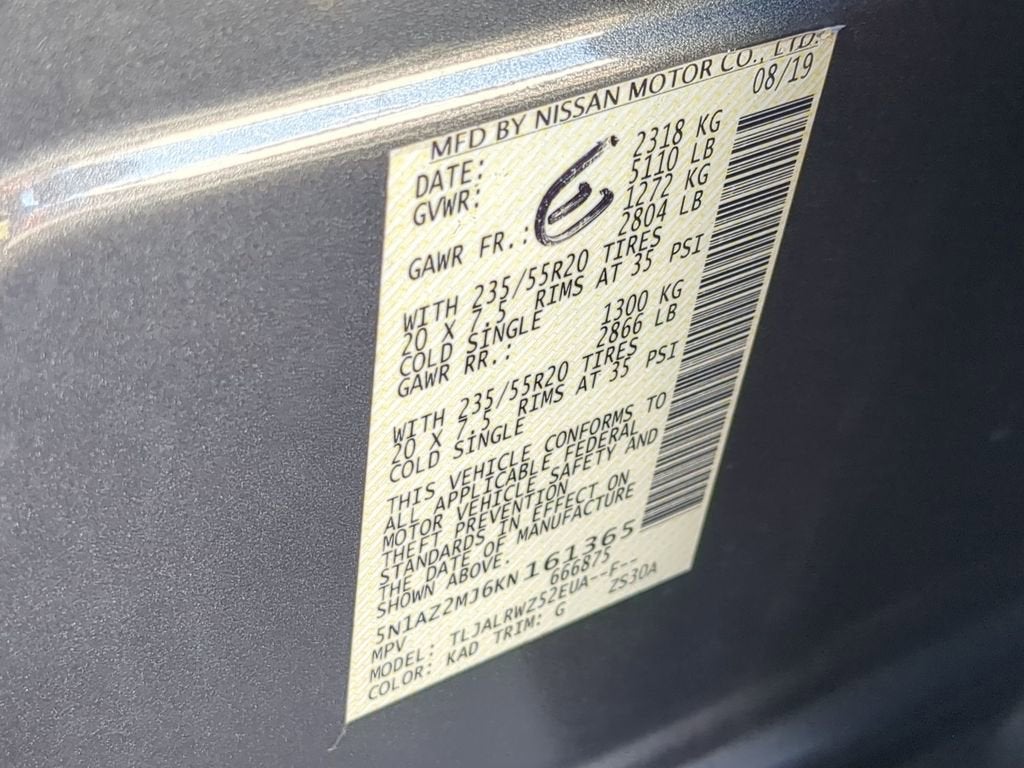 MFD BY NISSAN MOTOR CO., LTD.
DATE: 08/19
GVWR: 2318 KG
5110 LB
GAWR FR.: 1272 KG
2804 LB
WITH 235/55R20 TIRES
20 X 7.5 RIMS AT 35 PSI
COLD SINGLE
GAWR RR.: 1300 KG
2866 LB
WITH 235/55R20 TIRES
20 X 7.5 RIMS AT 35 PSI
COLD SINGLE
THIS VEHICLE CONFORMS TO
ALL APPLICABLE FEDERAL
MOTOR VEHICLE SAFETY AND
THEFT PREVENTION
STANDARDS IN EFFECT ON
THE DATE OF MANUFACTURE
SHOWN ABOVE.
5N1AZ2MJ6KN161365
MPV 666875
MODEL: TLJALRWZ52EUA--F--
COLOR: KAD TRIM: G ZS30A